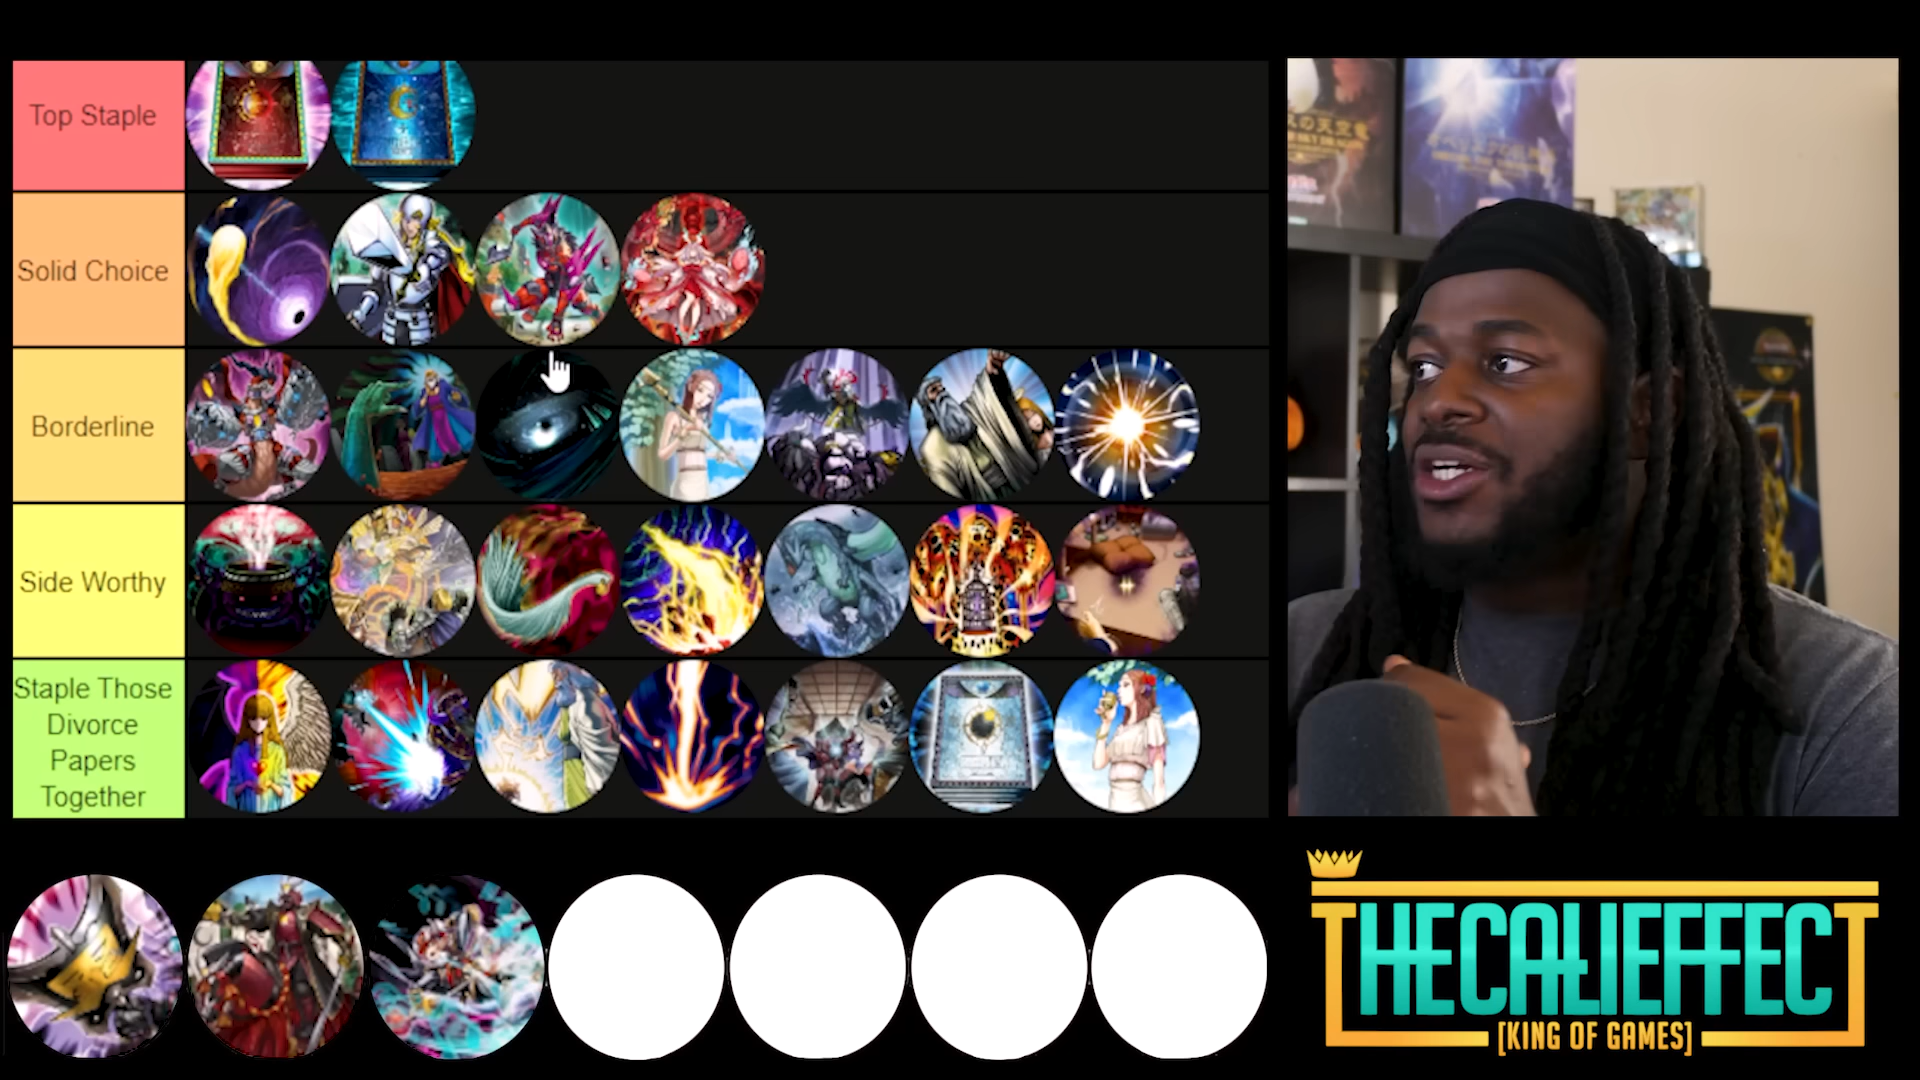 Top Staple
Solid Choice
Borderline
Side Worthy
Staple Those
Divorce
Papers
Together
THECALIEFFECT
[KING OF GAMES]